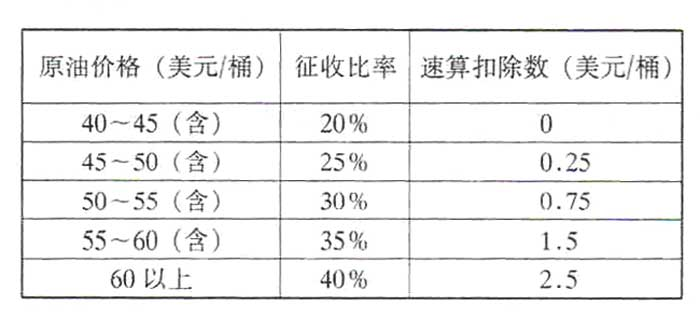 原油价格（美元/桶） 征收比率 速算扣除数（美元/桶）
40～45（含） 20% 0
45～50（含） 25% 0.25
50～55（含） 30% 0.75
55～60（含） 35% 1.5
60以上 40% 2.5